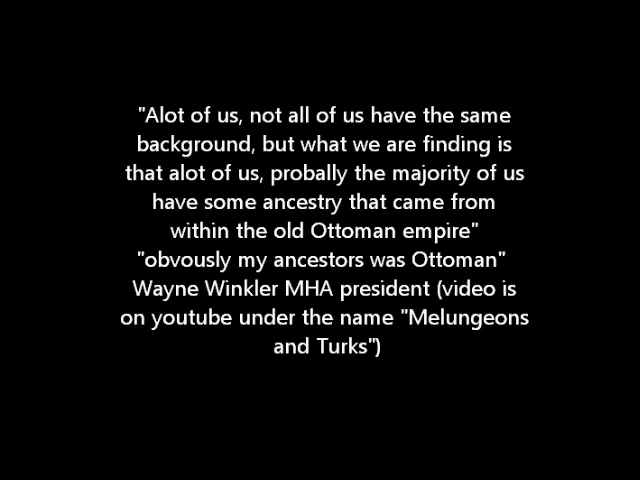 "Alot of us, not all of us have the same
background, but what we are finding is
that alot of us, probally the majority of us
have some ancestry that came from
within the old Ottoman empire"
"obvously my ancestors was Ottoman"
Wayne Winkler MHA president (video is
on youtube under the name "Melungeons
and Turks")